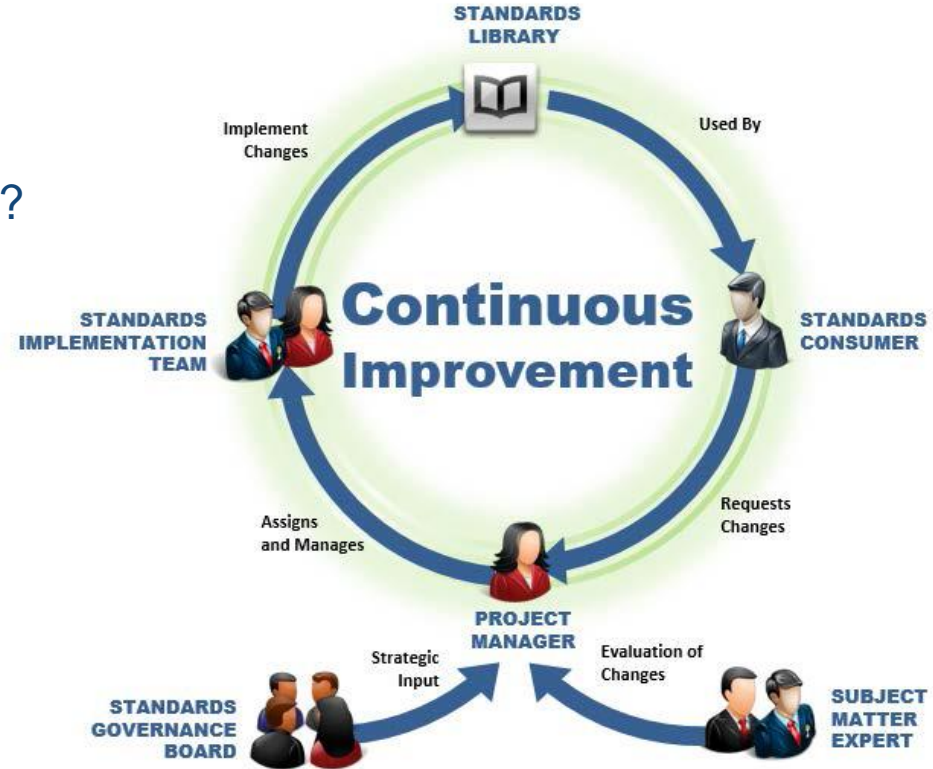 STANDARDS
LIBRARY
Implement
Changes
Used By
?
Continuous
Improvement
STANDARDS
IMPLEMENTATION
TEAM
STANDARDS
CONSUMER
Requests
Changes
Assigns
and Manages
PROJECT
MANAGER
Strategic
Input
Evaluation of
Changes
STANDARDS
GOVERNANCE
BOARD
SUBJECT
MATTER
EXPERT